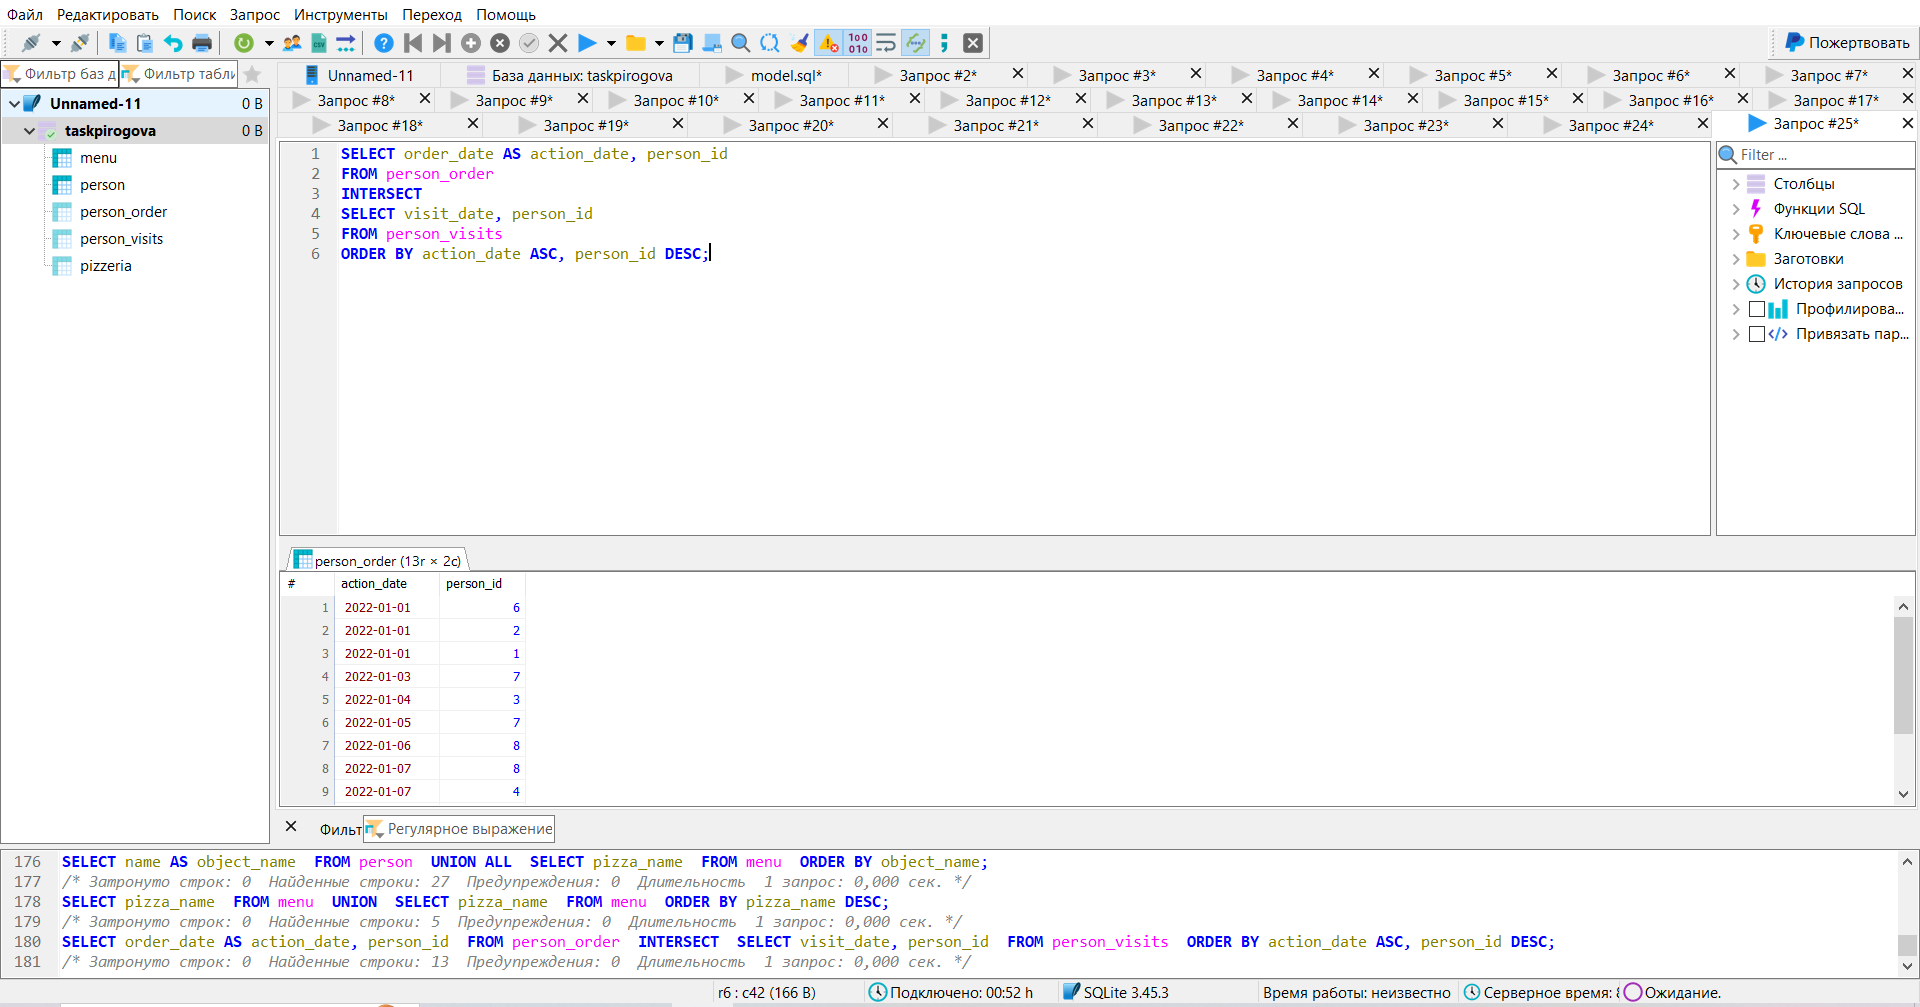 Файл Редактировать Поиск Запрос Инструменты Переход Помощь
Пожертвовать
Фильтр баз д Фильтр табли
Unnamed-11 База данных: taskpirogova model.sql* Запрос #2* Запрос #3* Запрос #4* Запрос #5* Запрос #6* Запрос #7*
Запрос #8* Запрос #9* Запрос #10* Запрос #11* Запрос #12* Запрос #13* Запрос #14* Запрос #15* Запрос #16* Запрос #17*
Запрос #18* Запрос #19* Запрос #20* Запрос #21* Запрос #22* Запрос #23* Запрос #24* Запрос #25*
Unnamed-11 0 B
taskpirogova 0 B
menu
person
person_order
person_visits
pizzeria
1 SELECT order_date AS action_date, person_id
2 FROM person_order
3 INTERSECT
4 SELECT visit_date, person_id
5 FROM person_visits
6 ORDER BY action_date ASC, person_id DESC;
Filter ...
Столбцы
Функции SQL
Ключевые слова ...
Заготовки
История запросов
Профилирова...
Привязать пар...
person_order (13r × 2c)
# action_date person_id
1 2022-01-01 6
2 2022-01-01 2
3 2022-01-01 1
4 2022-01-03 7
5 2022-01-04 3
6 2022-01-05 7
7 2022-01-06 8
8 2022-01-07 8
9 2022-01-07 4
Фильт Регулярное выражение
176 SELECT name AS object_name FROM person UNION ALL SELECT pizza_name FROM menu ORDER BY object_name;
177 /* Затронуто строк: 0 Найденные строки: 27 Предупреждения: 0 Длительность 1 запрос: 0,000 сек. */
178 SELECT pizza_name FROM menu UNION SELECT pizza_name FROM menu ORDER BY pizza_name DESC;
179 /* Затронуто строк: 0 Найденные строки: 5 Предупреждения: 0 Длительность 1 запрос: 0,000 сек. */
180 SELECT order_date AS action_date, person_id FROM person_order INTERSECT SELECT visit_date, person_id FROM person_visits ORDER BY action_date ASC, person_id DESC;
181 /* Затронуто строк: 0 Найденные строки: 13 Предупреждения: 0 Длительность 1 запрос: 0,000 сек. */
r6 : c42 (166 B) Подключено: 00:52 h SQLite 3.45.3 Время работы: неизвестно Серверное время: Ожидание.